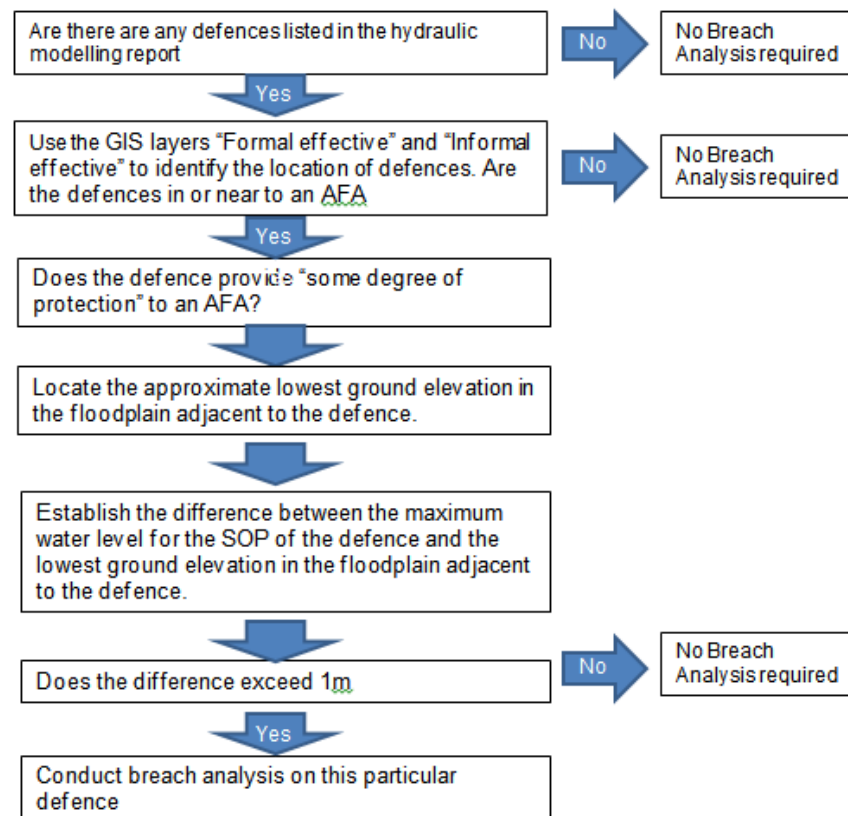 Are there are any defences listed in the hydraulic
modelling report
No
No Breach
Analysis required
Yes
Use the GIS layers “Formal effective” and “Informal
effective” to identify the location of defences. Are
the defences in or near to an AFA
No
No Breach
Analysis required
Yes
Does the defence provide “some degree of
protection” to an AFA?
Locate the approximate lowest ground elevation in
the floodplain adjacent to the defence.
Establish the difference between the maximum
water level for the SOP of the defence and the
lowest ground elevation in the floodplain adjacent
to the defence.
Does the difference exceed 1m
No
No Breach
Analysis required
Yes
Conduct breach analysis on this particular
defence